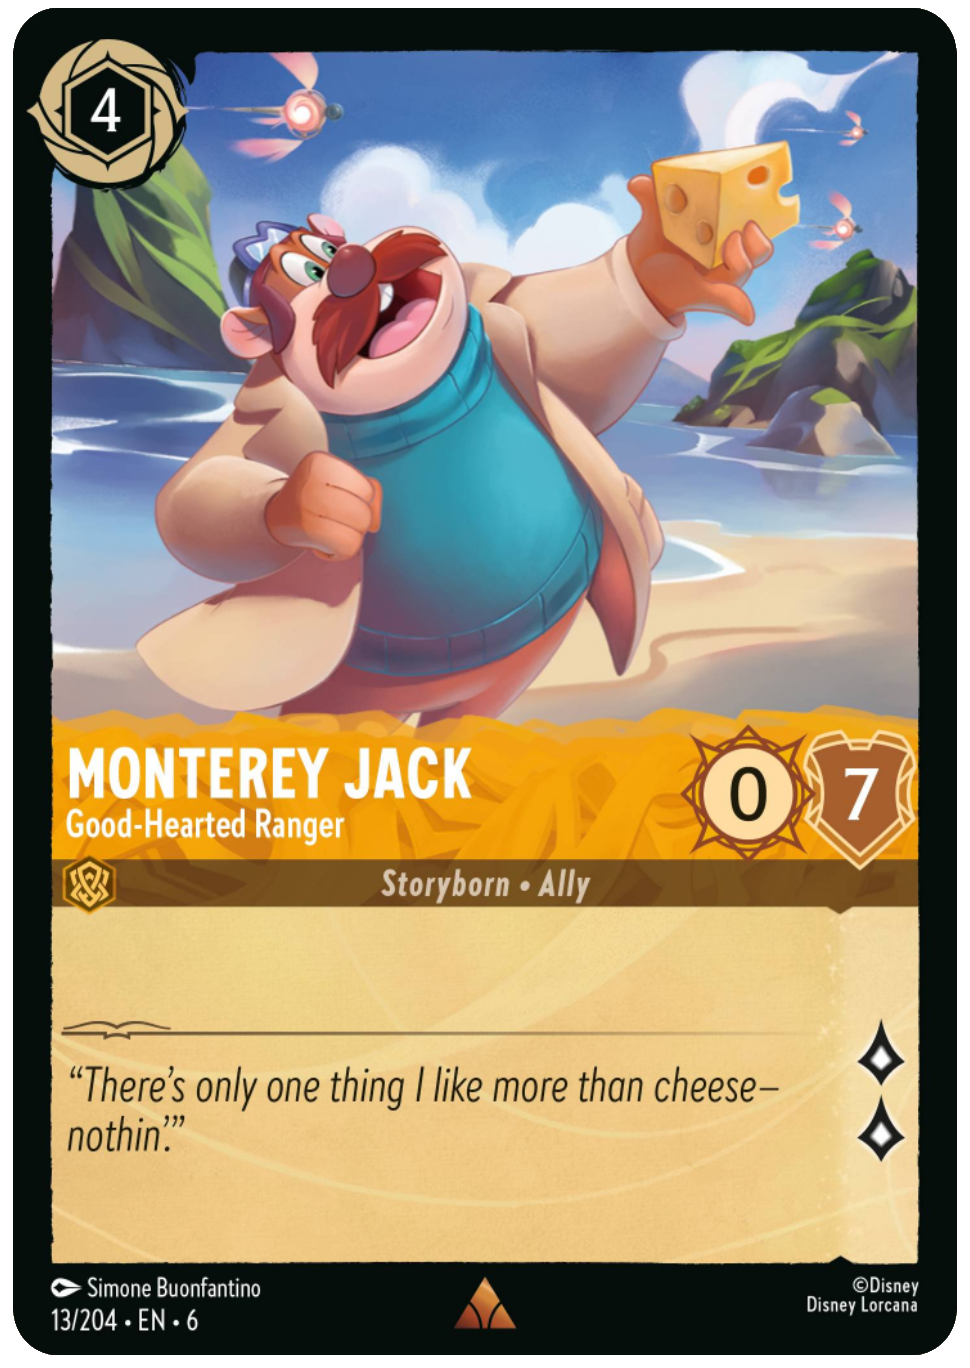 4
MONTEREY JACK
Good-Hearted Ranger
0
7
Storyborn • Ally
“There’s only one thing I like more than cheese–
nothin’.”
Simone Buonfantino
13/204 • EN • 6
©Disney
Disney Lorcana